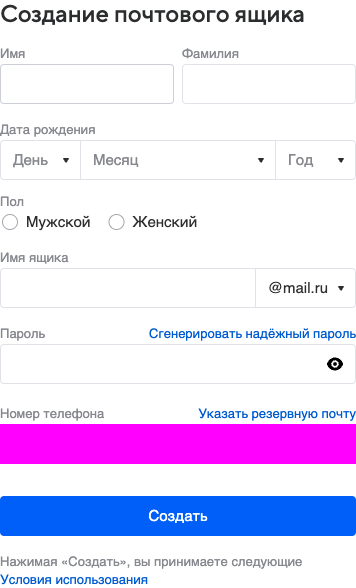 Создание почтового ящика
Имя Фамилия
Дата рождения
День Месяц Год
Пол
Мужской Женский
Имя ящика
@mail.ru
Пароль Сгенерировать надёжный пароль
Номер телефона Указать резервную почту
Создать
Нажимая «Создать», вы принимаете следующие
Условия использования